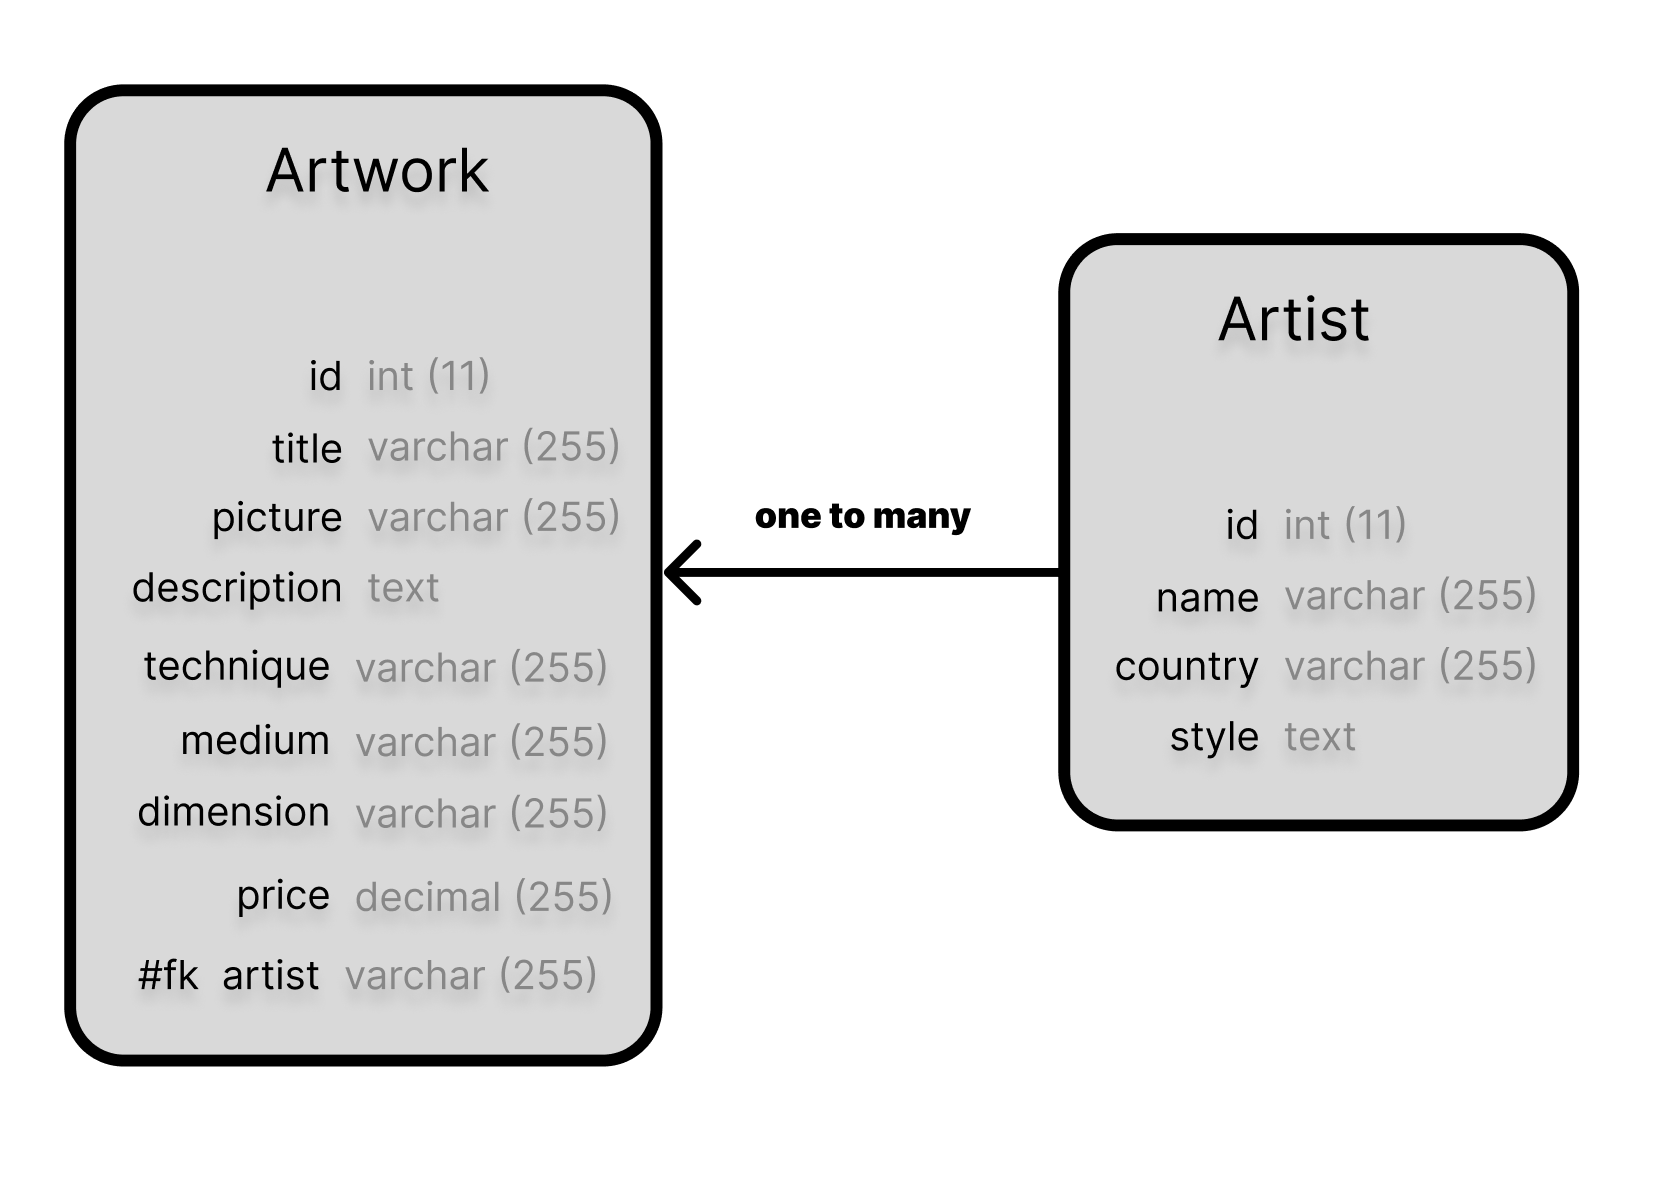 Artwork
id int (11)
title varchar (255)
picture varchar (255)
description text
technique varchar (255)
medium varchar (255)
dimension varchar (255)
price decimal (255)
#fk artist varchar (255)
one to many
Artist
id int (11)
name varchar (255)
country varchar (255)
style text